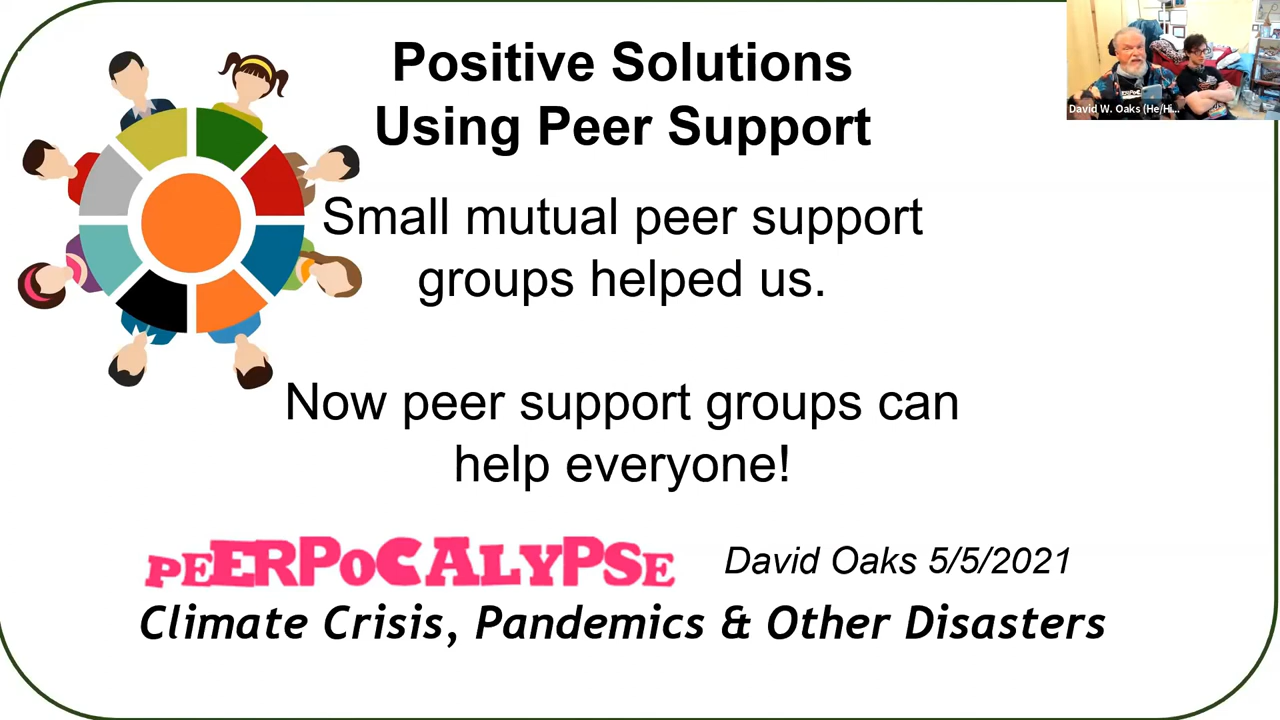 Positive Solutions
Using Peer Support
David W. Oaks (He/Hi...
Small mutual peer support
groups helped us.
Now peer support groups can
help everyone!
PEERPOCALYPSE
David Oaks 5/5/2021
Climate Crisis, Pandemics & Other Disasters